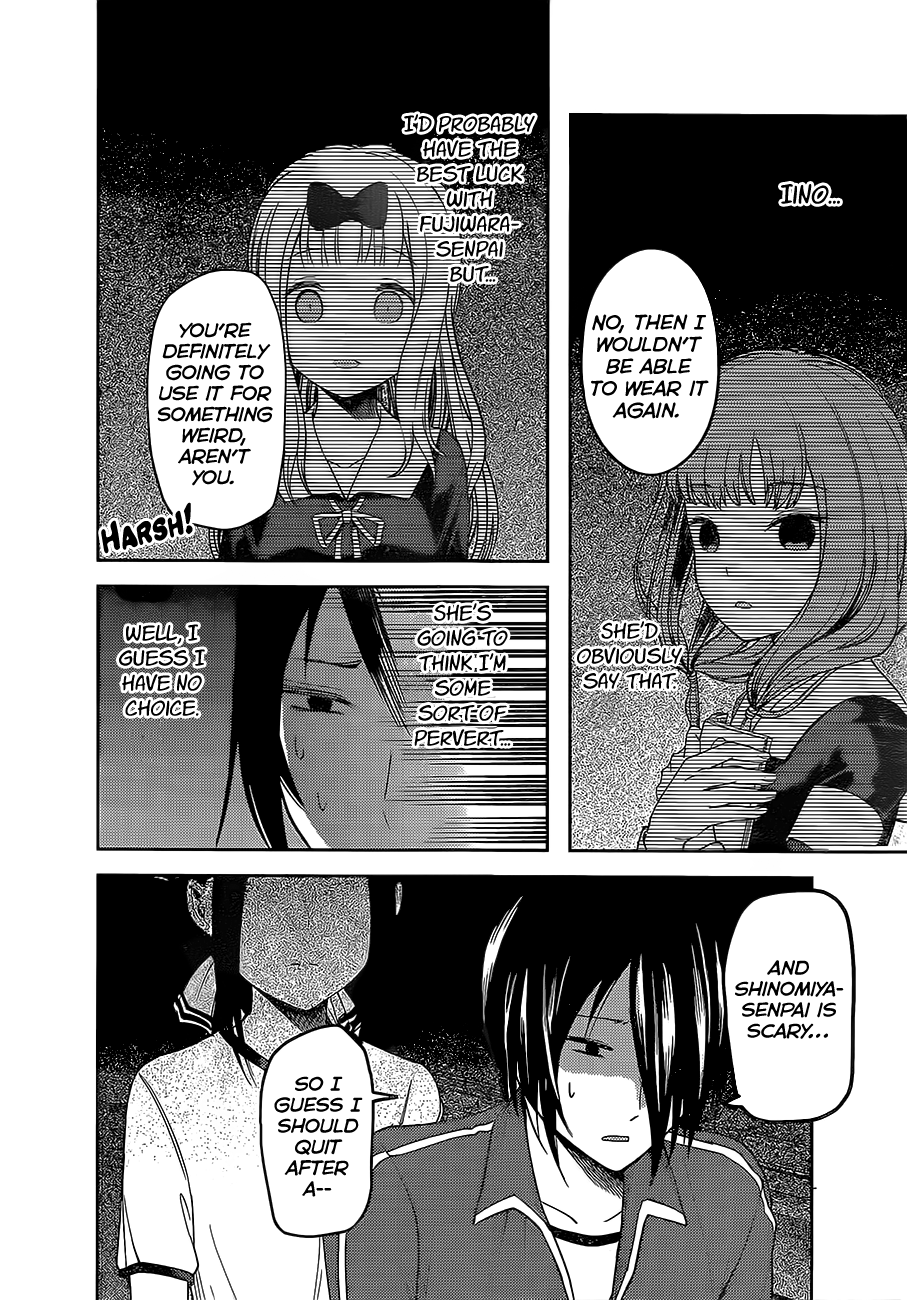 IINO...
NO, THEN I
WOULDN'T
BE ABLE
TO WEAR IT
AGAIN.
SHE'D
OBVIOUSLY
SAY THAT.
I'D PROBABLY
HAVE THE
BEST LUCK
WITH
FUJIWARA-
SENPAI
BUT...
YOU'RE
DEFINITELY
GOING TO
USE IT FOR
SOMETHING
WEIRD,
AREN'T
YOU.
HARSH!
SHE'S
GOING TO
THINK I'M
SOME
SORT OF
PERVERT...
WELL, I
GUESS I
HAVE NO
CHOICE.
AND
SHINOMIYA-
SENPAI IS
SCARY...
SO I
GUESS I
SHOULD
QUIT
AFTER
A--